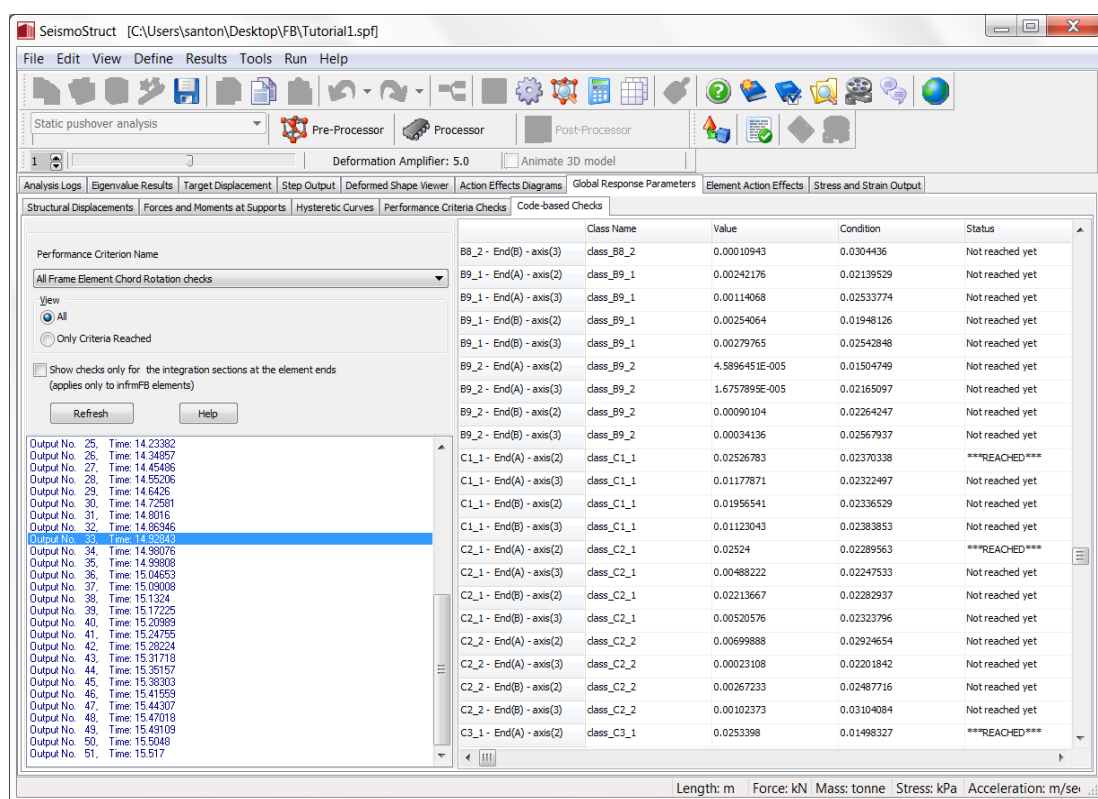 SeismoStruct [C:\Users\santon\Desktop\FB\Tutorial1.spf]
File Edit View Define Results Tools Run Help
Static pushover analysis Pre-Processor Processor Post-Processor
1 Deformation Amplifier: 5.0 Animate 3D model
Analysis Logs Eigenvalue Results Target Displacement Step Output Deformed Shape Viewer Action Effects Diagrams Global Response Parameters Element Action Effects Stress and Strain Output
Structural Displacements Forces and Moments at Supports Hysteretic Curves Performance Criteria Checks Code-based Checks
Performance Criterion Name
All Frame Element Chord Rotation checks
View
All
Only Criteria Reached
Show checks only for the integration sections at the element ends
(applies only to infrmFB elements)
Refresh Help
Output No. 25, Time: 14.23382
Output No. 26, Time: 14.34857
Output No. 27, Time: 14.45486
Output No. 28, Time: 14.55206
Output No. 29, Time: 14.6426
Output No. 30, Time: 14.72581
Output No. 31, Time: 14.8016
Output No. 32, Time: 14.86946
Output No. 33, Time: 14.92843
Output No. 34, Time: 14.98076
Output No. 35, Time: 14.99808
Output No. 36, Time: 15.04653
Output No. 37, Time: 15.09008
Output No. 38, Time: 15.1324
Output No. 39, Time: 15.17225
Output No. 40, Time: 15.20989
Output No. 41, Time: 15.24755
Output No. 42, Time: 15.28224
Output No. 43, Time: 15.31718
Output No. 44, Time: 15.35157
Output No. 45, Time: 15.38303
Output No. 46, Time: 15.41559
Output No. 47, Time: 15.44307
Output No. 48, Time: 15.47018
Output No. 49, Time: 15.49109
Output No. 50, Time: 15.5048
Output No. 51, Time: 15.517
Class Name Value Condition Status
B8_2 - End(B) - axis(3) class_B8_2 0.00010943 0.0304436 Not reached yet
B9_1 - End(A) - axis(2) class_B9_1 0.00242176 0.02139529 Not reached yet
B9_1 - End(A) - axis(3) class_B9_1 0.00114068 0.02533774 Not reached yet
B9_1 - End(B) - axis(2) class_B9_1 0.00254064 0.01948126 Not reached yet
B9_1 - End(B) - axis(3) class_B9_1 0.00279765 0.02542848 Not reached yet
B9_2 - End(A) - axis(2) class_B9_2 4.5896451E-005 0.01504749 Not reached yet
B9_2 - End(A) - axis(3) class_B9_2 1.6757895E-005 0.02165097 Not reached yet
B9_2 - End(B) - axis(2) class_B9_2 0.00090104 0.02264247 Not reached yet
B9_2 - End(B) - axis(3) class_B9_2 0.00034136 0.02567937 Not reached yet
C1_1 - End(A) - axis(2) class_C1_1 0.02526783 0.02370338 ***REACHED***
C1_1 - End(A) - axis(3) class_C1_1 0.01177871 0.02322497 Not reached yet
C1_1 - End(B) - axis(2) class_C1_1 0.01956541 0.02336529 Not reached yet
C1_1 - End(B) - axis(3) class_C1_1 0.01123043 0.02383853 Not reached yet
C2_1 - End(A) - axis(2) class_C2_1 0.02524 0.02289563 ***REACHED***
C2_1 - End(A) - axis(3) class_C2_1 0.00488222 0.02247533 Not reached yet
C2_1 - End(B) - axis(2) class_C2_1 0.02213667 0.02282937 Not reached yet
C2_1 - End(B) - axis(3) class_C2_1 0.00520576 0.02323796 Not reached yet
C2_2 - End(A) - axis(2) class_C2_2 0.00699888 0.02924654 Not reached yet
C2_2 - End(A) - axis(3) class_C2_2 0.00023108 0.02201842 Not reached yet
C2_2 - End(B) - axis(2) class_C2_2 0.00267233 0.02487716 Not reached yet
C2_2 - End(B) - axis(3) class_C2_2 0.00102373 0.03104084 Not reached yet
C3_1 - End(A) - axis(2) class_C3_1 0.0253398 0.01498327 ***REACHED***
Length: m Force: kN Mass: tonne Stress: kPa Acceleration: m/se